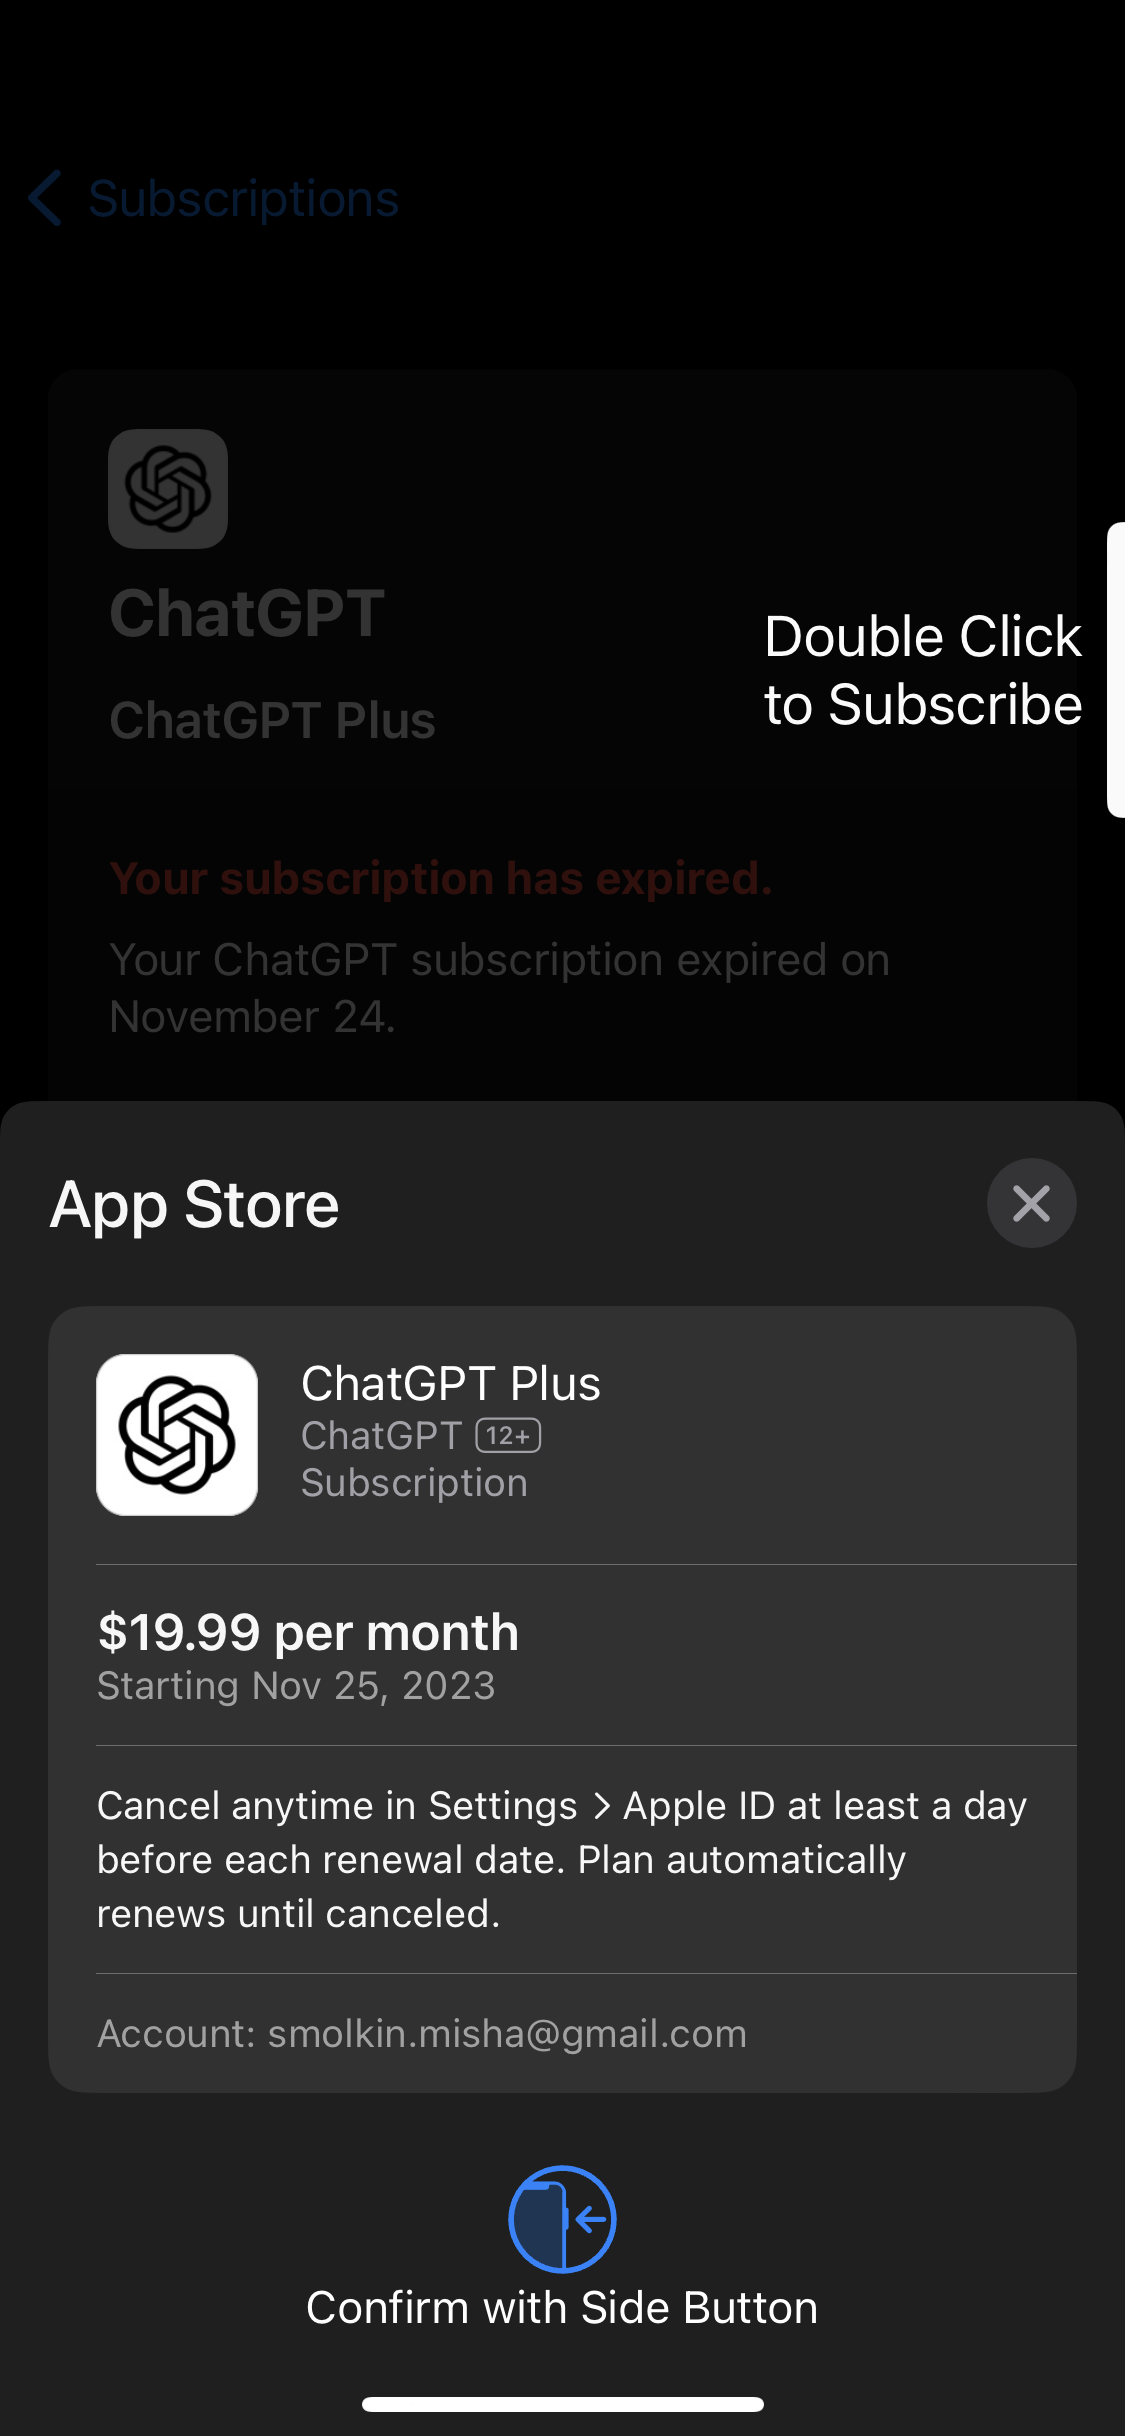 Subscriptions
ChatGPT
ChatGPT Plus
Double Click
to Subscribe
Your subscription has expired.
Your ChatGPT subscription expired on
November 24.
App Store
ChatGPT Plus
ChatGPT 12+
Subscription
$19.99 per month
Starting Nov 25, 2023
Cancel anytime in Settings > Apple ID at least a day
before each renewal date. Plan automatically
renews until canceled.
Account: smolkin.misha@gmail.com
Confirm with Side Button